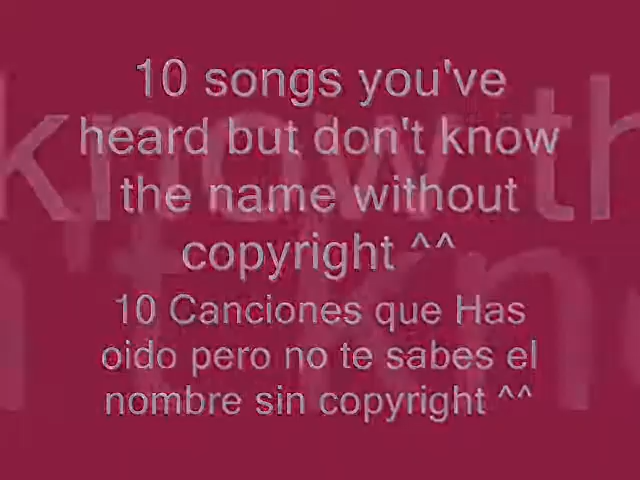 10 songs you've
heard but don't know
the name without
copyright ^^
10 Canciones que Has
oido pero no te sabes el
nombre sin copyright ^^